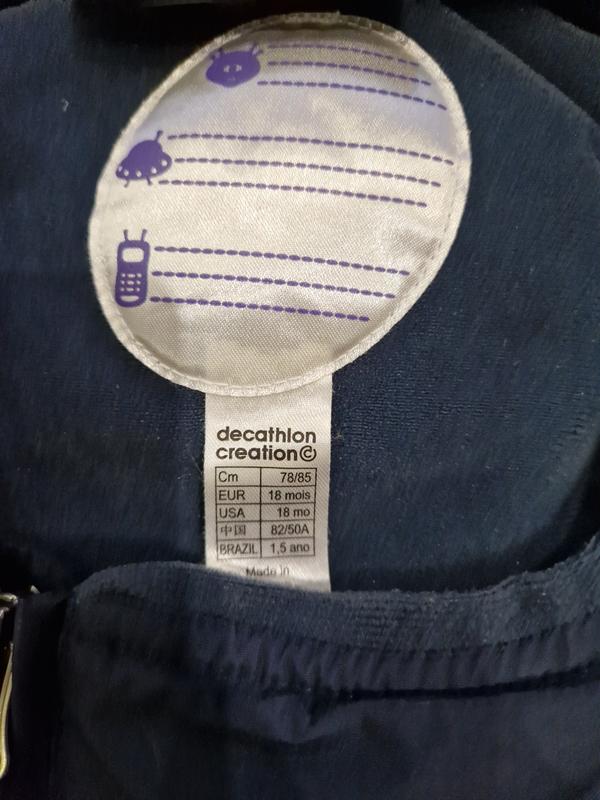 decathlon
creation©
Cm 78/85
EUR 18 mois
USA 18 mo
中国 82/50A
BRAZIL 1,5 ano
Made in